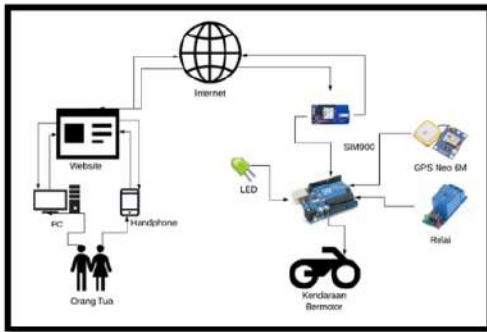 Internet
Website
SIM900
GPS Neo 6M
LED
PC
Handphone
Relai
Orang Tua
Kendaraan
Bermotor